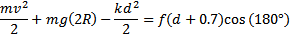 mv²/2 + mg(2R) − kd²/2 = f(d + 0.7)cos (180°)